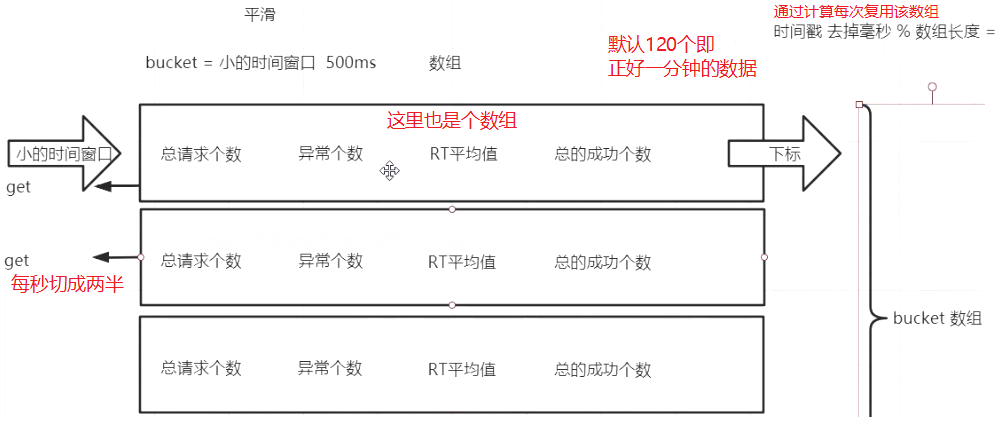 平滑
通过计算每次复用该数组
时间戳 去掉毫秒 % 数组长度 =
bucket = 小的时间窗口 500ms 数组
默认120个即
正好一分钟的数据
这里也是个数组
小的时间窗口 总请求个数 异常个数 RT平均值 总的成功个数 下标
get
总请求个数 异常个数 RT平均值 总的成功个数
get
每秒切成两半
bucket 数组
总请求个数 异常个数 RT平均值 总的成功个数